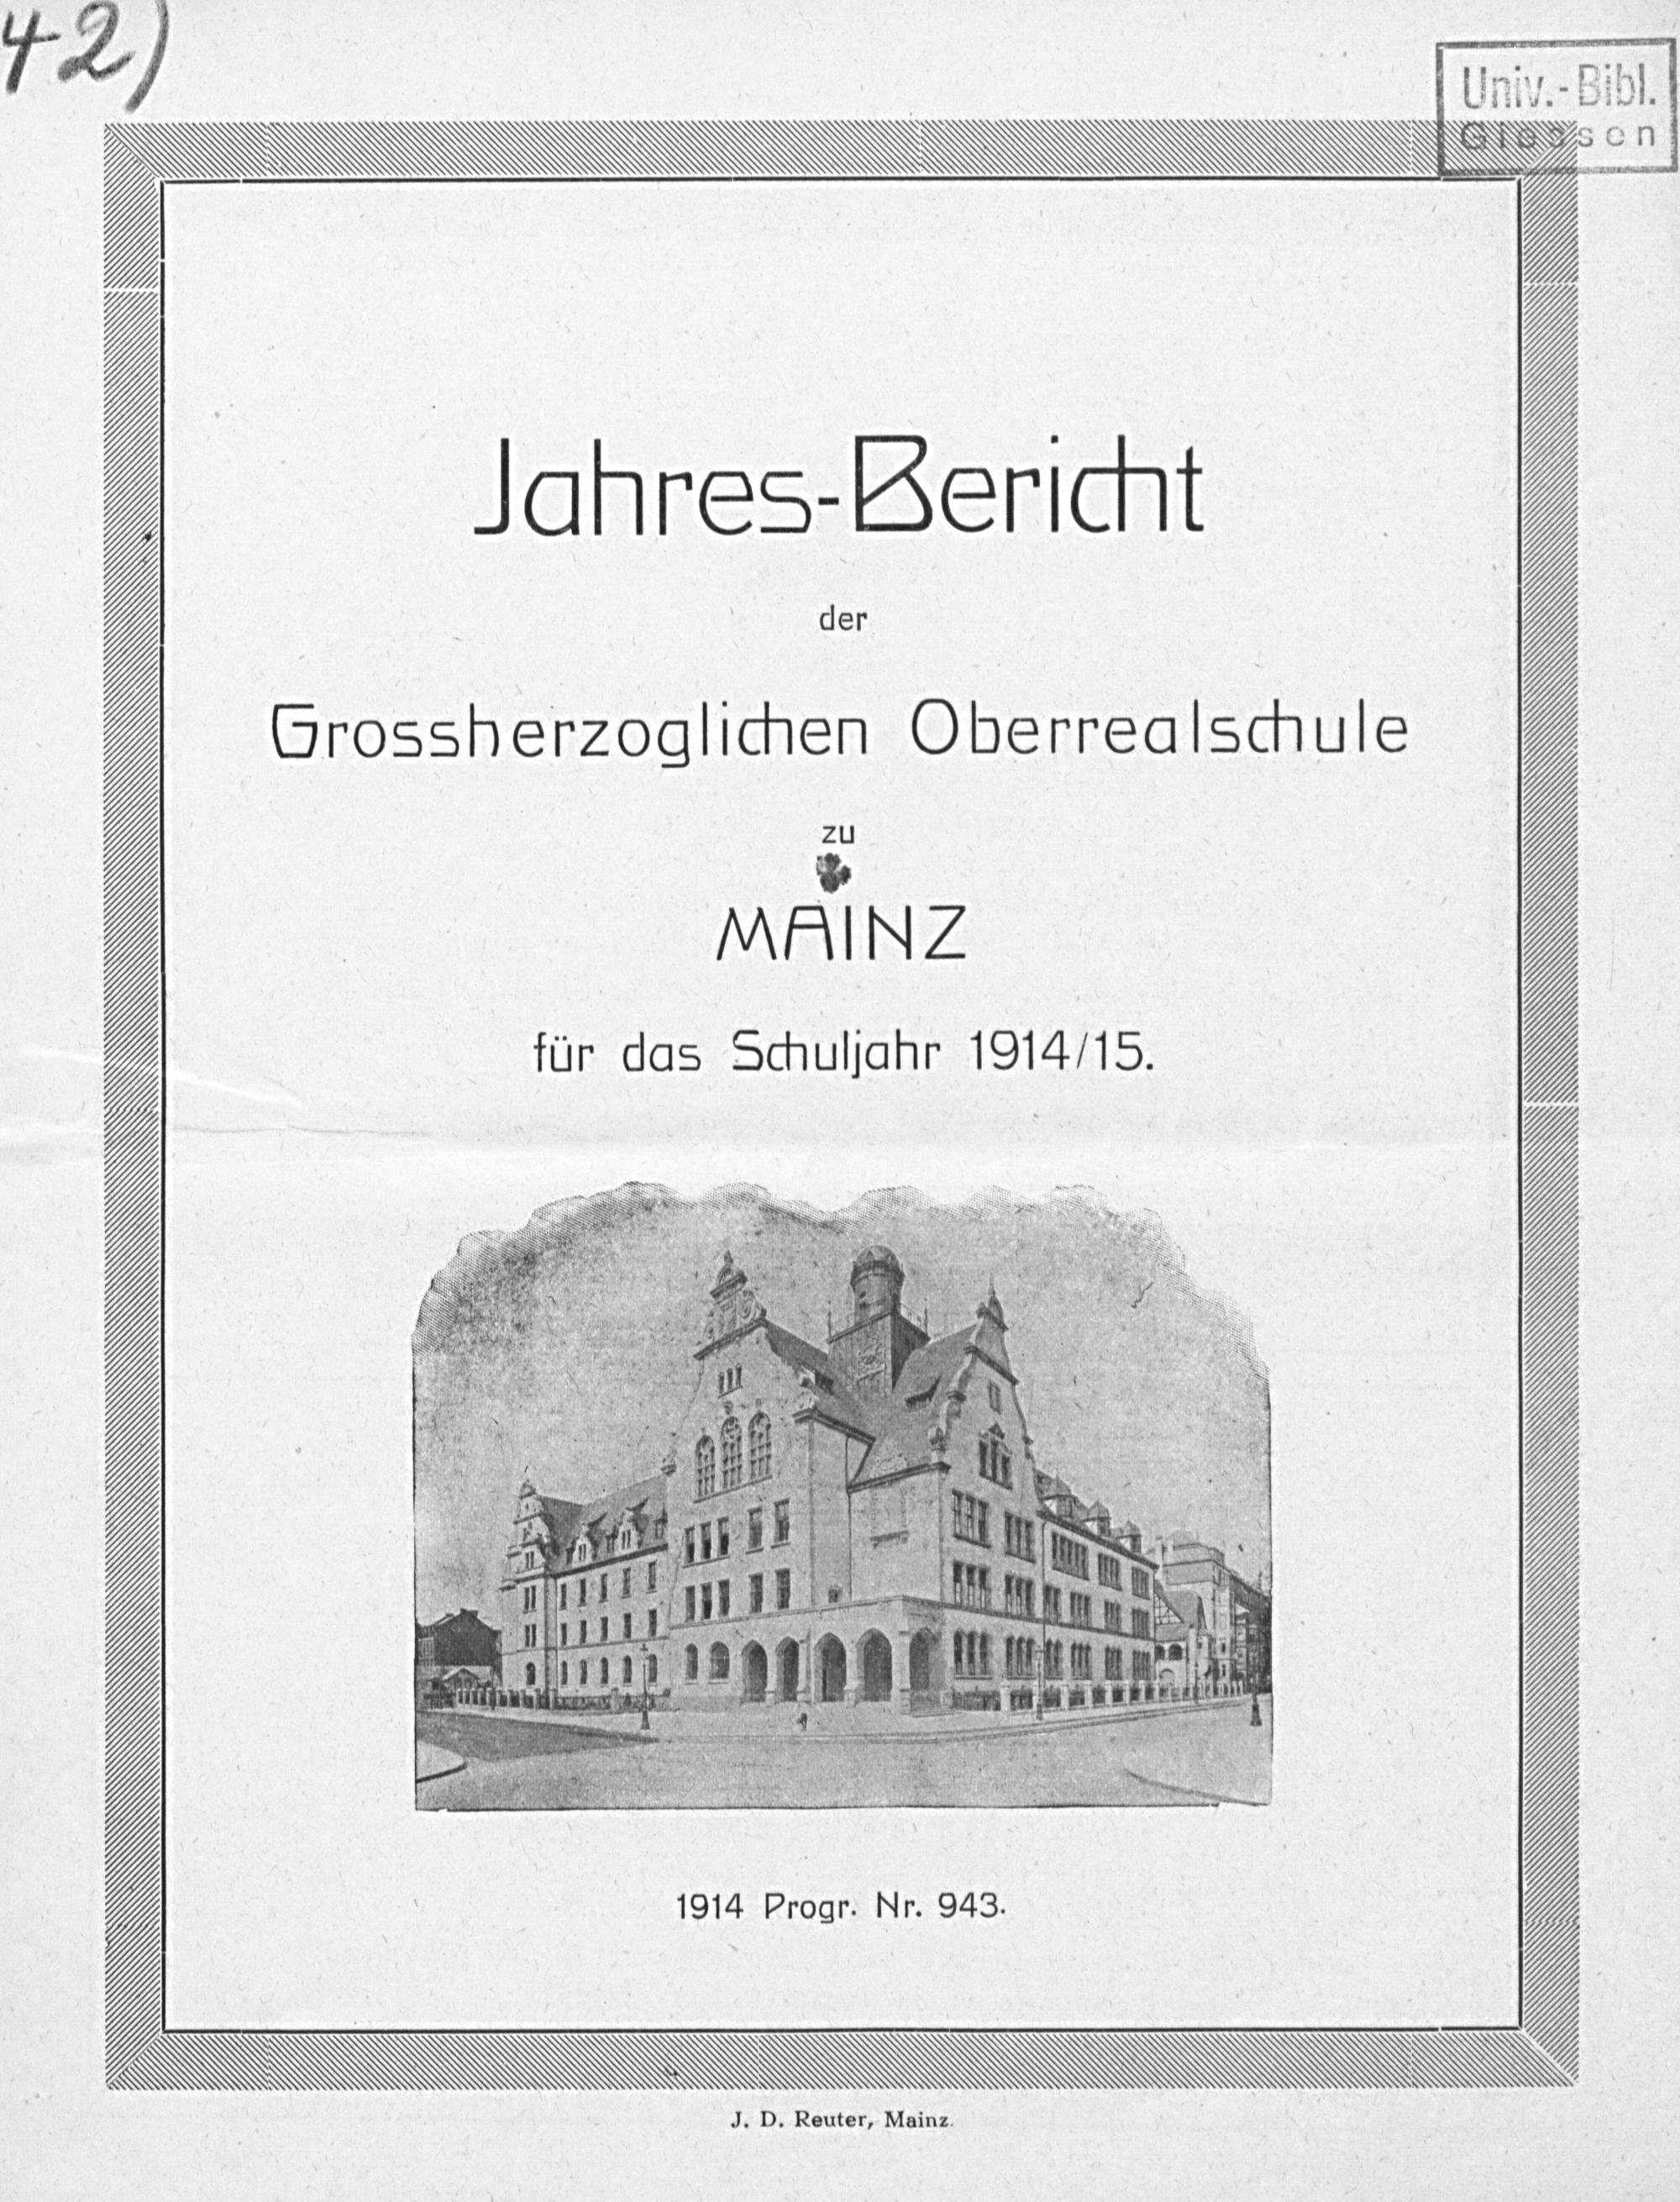 42)
Univ.-Bibl.
Giessen
Jahres-Bericht
der
Grossherzoglichen Oberrealschule
zu
MAINZ
für das Schuljahr 1914/15.
1914 Progr. Nr. 943.
J. D. Reuter, Mainz.